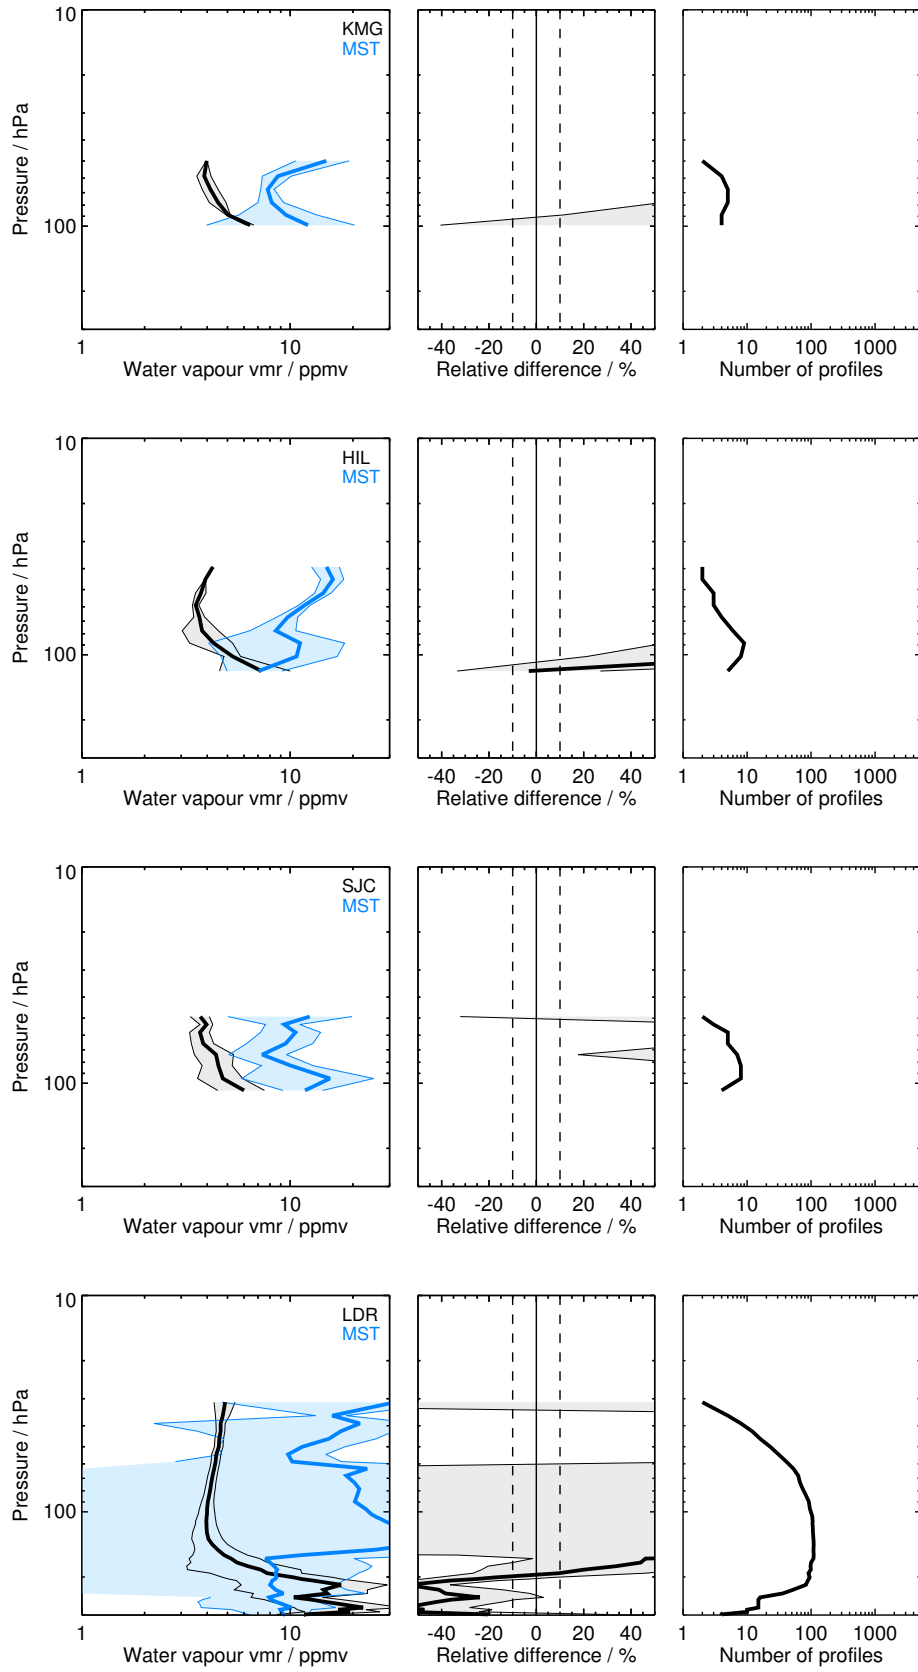 KMG
MST
10
100
Pressure / hPa
1 10
Water vapour vmr / ppmv
-40 -20 0 20 40
Relative difference / %
1 10 100 1000
Number of profiles
HIL
MST
10
100
Pressure / hPa
1 10
Water vapour vmr / ppmv
-40 -20 0 20 40
Relative difference / %
1 10 100 1000
Number of profiles
SJC
MST
10
100
Pressure / hPa
1 10
Water vapour vmr / ppmv
-40 -20 0 20 40
Relative difference / %
1 10 100 1000
Number of profiles
LDR
MST
10
100
Pressure / hPa
1 10
Water vapour vmr / ppmv
-40 -20 0 20 40
Relative difference / %
1 10 100 1000
Number of profiles